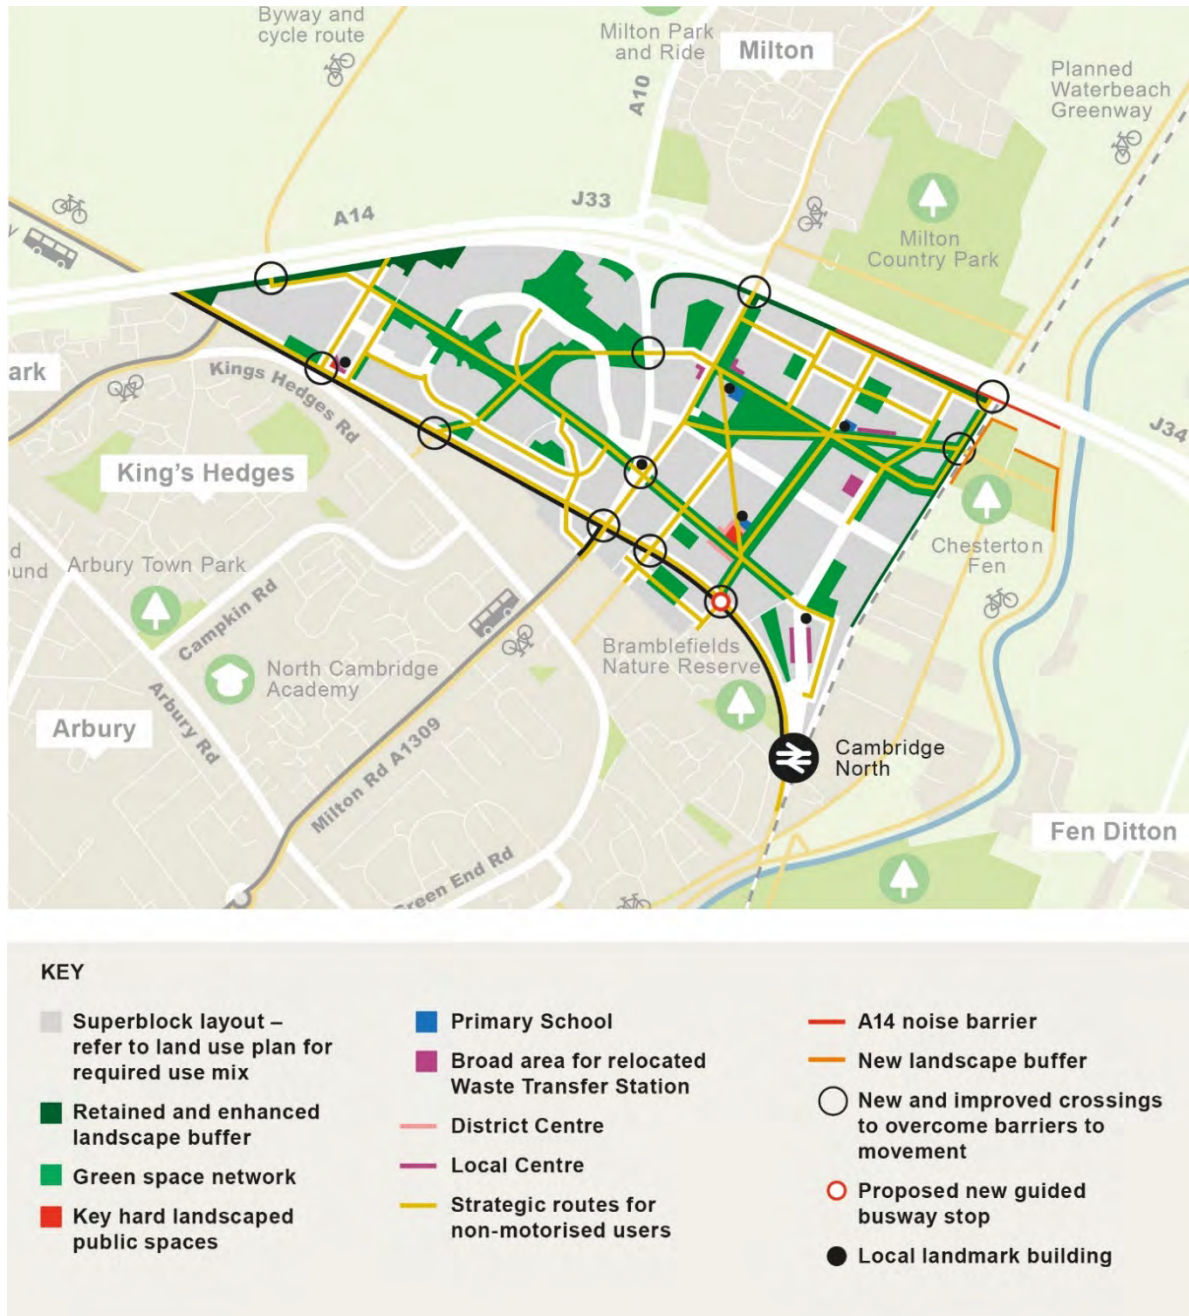 Byway and
cycle route
Milton Park
and Ride
Milton
A10
Planned
Waterbeach
Greenway
J33
A14
Milton
Country Park
ark
Kings Hedges Rd
J34
King's Hedges
Arbury Town Park
Campkin Rd
Chesterton
Fen
North Cambridge
Academy
Bramblefields
Nature Reserve
Arbury
Arbury Rd
Milton Rd A1309
Cambridge
North
Fen Ditton
Green End Rd
KEY
Superblock layout –
refer to land use plan for
required use mix
Retained and enhanced
landscape buffer
Green space network
Key hard landscaped
public spaces
Primary School
Broad area for relocated
Waste Transfer Station
District Centre
Local Centre
Strategic routes for
non-motorised users
A14 noise barrier
New landscape buffer
New and improved crossings
to overcome barriers to
movement
Proposed new guided
busway stop
Local landmark building